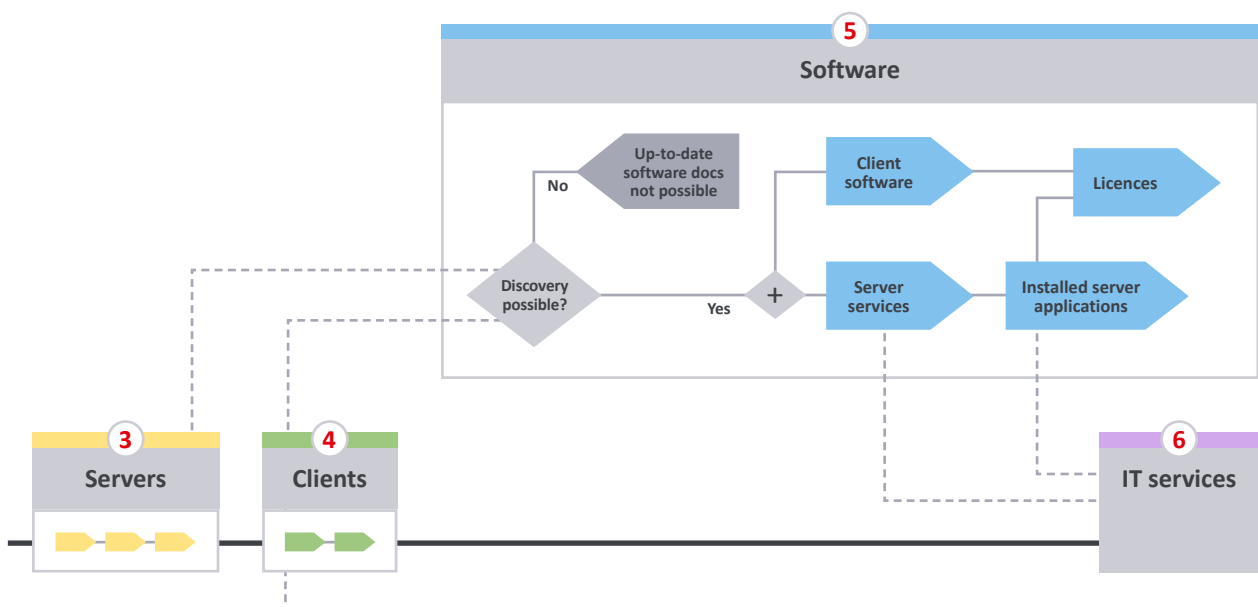 5
Software
Up-to-date
software docs
not possible
No
Client
software
Licences
Discovery
possible?
Yes
+
Server
services
Installed server
applications
3
Servers
4
Clients
6
IT services